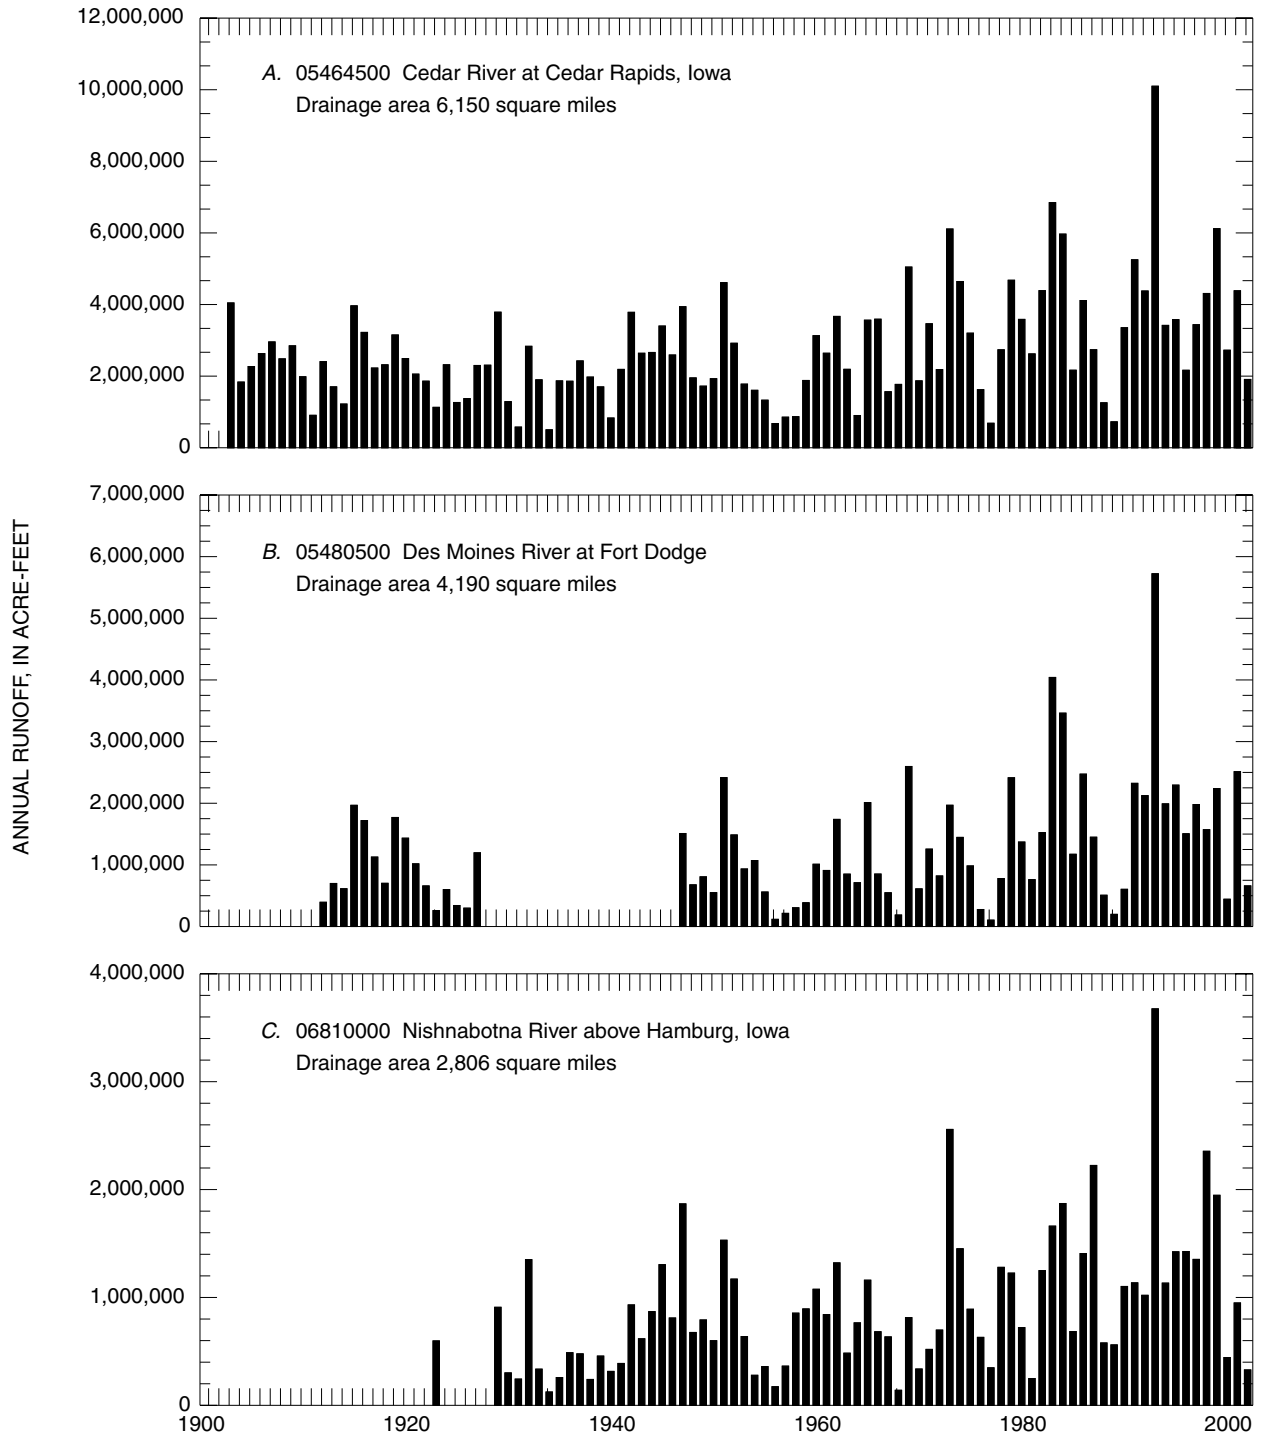 12,000,000
A. 05464500 Cedar River at Cedar Rapids, Iowa
10,000,000
Drainage area 6,150 square miles
8,000,000
6,000,000
4,000,000
2,000,000
0
7,000,000
6,000,000
B. 05480500 Des Moines River at Fort Dodge
Drainage area 4,190 square miles
5,000,000
4,000,000
3,000,000
2,000,000
1,000,000
0
ANNUAL RUNOFF, IN ACRE-FEET
4,000,000
C. 06810000 Nishnabotna River above Hamburg, Iowa
Drainage area 2,806 square miles
3,000,000
2,000,000
1,000,000
0
1900 1920 1940 1960 1980 2000